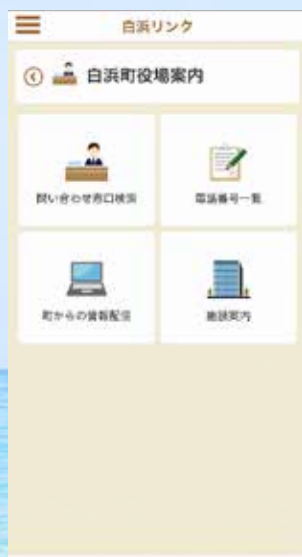 白浜リンク
白浜町役場案内
問い合わせ窓口検索
電話番号一覧
町からの情報配信
施設案内